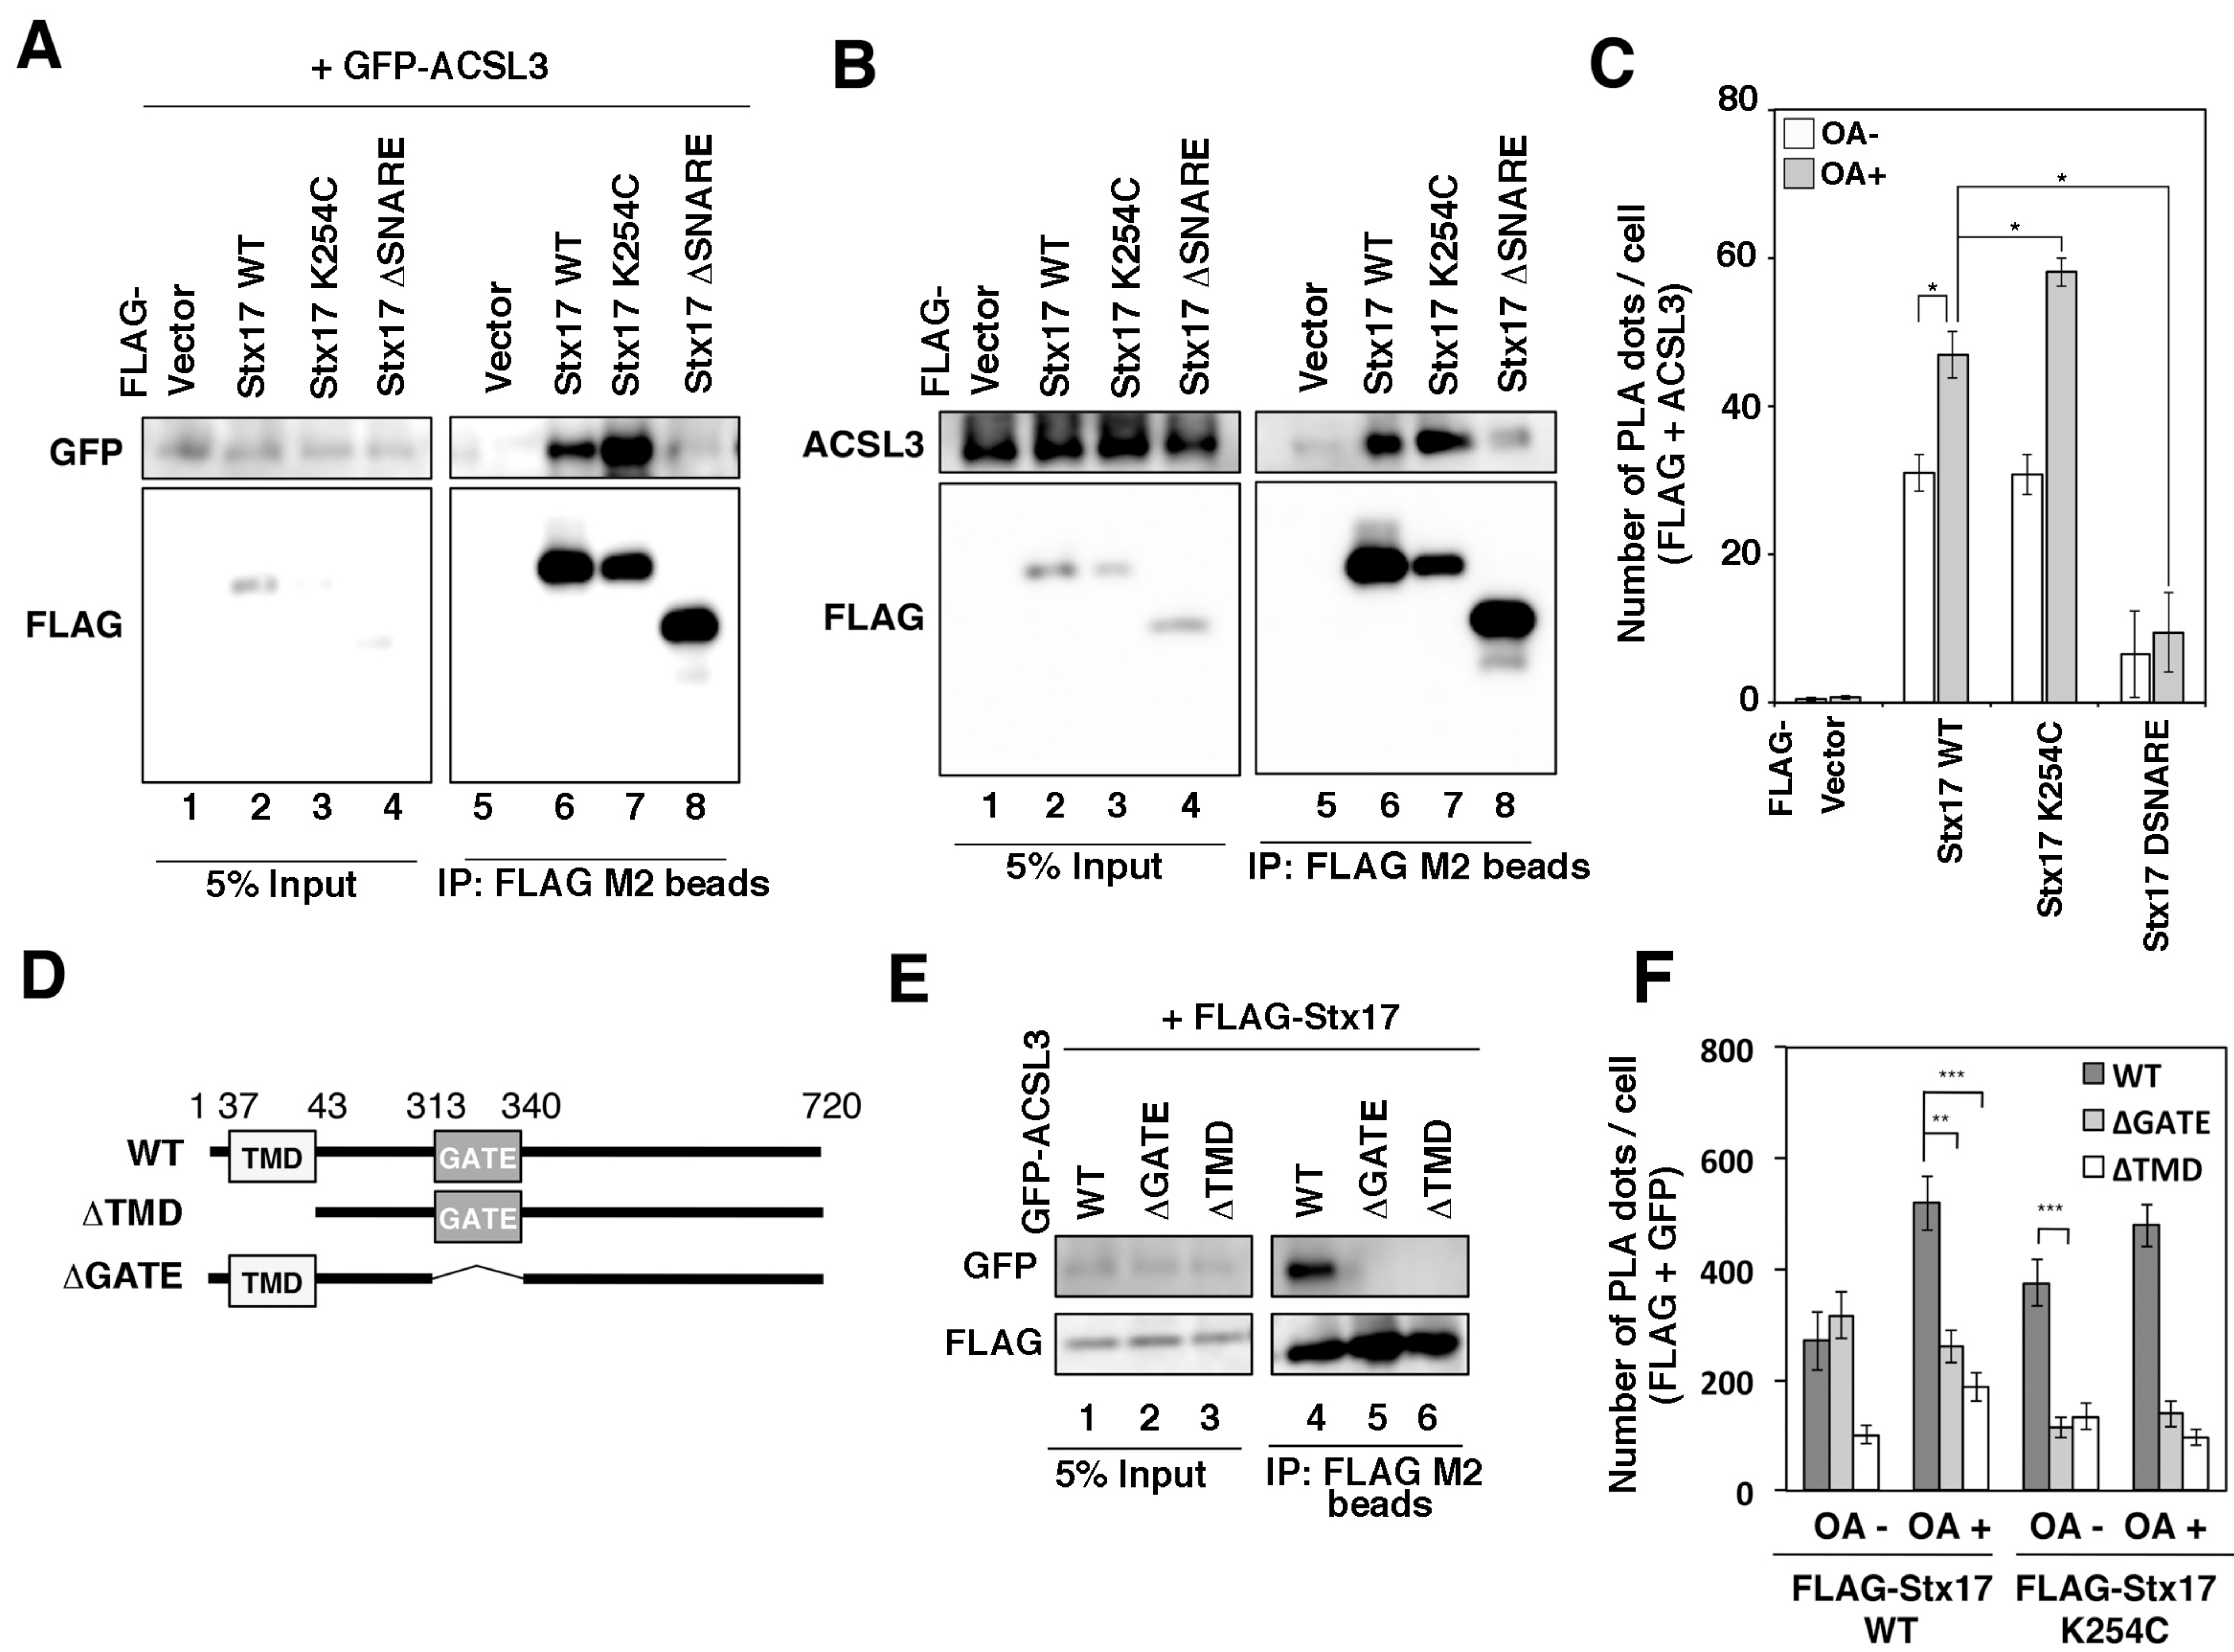 A
+ GFP-ACSL3
FLAG-
Vector
Stx17 WT
Stx17 K254C
Stx17 ΔSNARE
Vector
Stx17 WT
Stx17 K254C
Stx17 ΔSNARE
GFP
FLAG
1 2 3 4 5 6 7 8
5% Input
IP: FLAG M2 beads
B
FLAG-
Vector
Stx17 WT
Stx17 K254C
Stx17 ΔSNARE
Vector
Stx17 WT
Stx17 K254C
Stx17 ΔSNARE
ACSL3
FLAG
1 2 3 4 5 6 7 8
5% Input
IP: FLAG M2 beads
C
Number of PLA dots / cell
(FLAG + ACSL3)
80
60
40
20
0
OA-
OA+
*
*
*
FLAG-
Vector
Stx17 WT
Stx17 K254C
Stx17 DSNARE
D
1 37 43 313 340 720
WT TMD GATE
ΔTMD GATE
ΔGATE TMD
E
+ FLAG-Stx17
GFP-ACSL3
WT
ΔGATE
ΔTMD
WT
ΔGATE
ΔTMD
GFP
FLAG
1 2 3 4 5 6
5% Input
IP: FLAG M2
beads
F
Number of PLA dots / cell
(FLAG + GFP)
800
600
400
200
0
WT
ΔGATE
ΔTMD
***
**
***
OA - OA + OA - OA +
FLAG-Stx17
WT
FLAG-Stx17
K254C